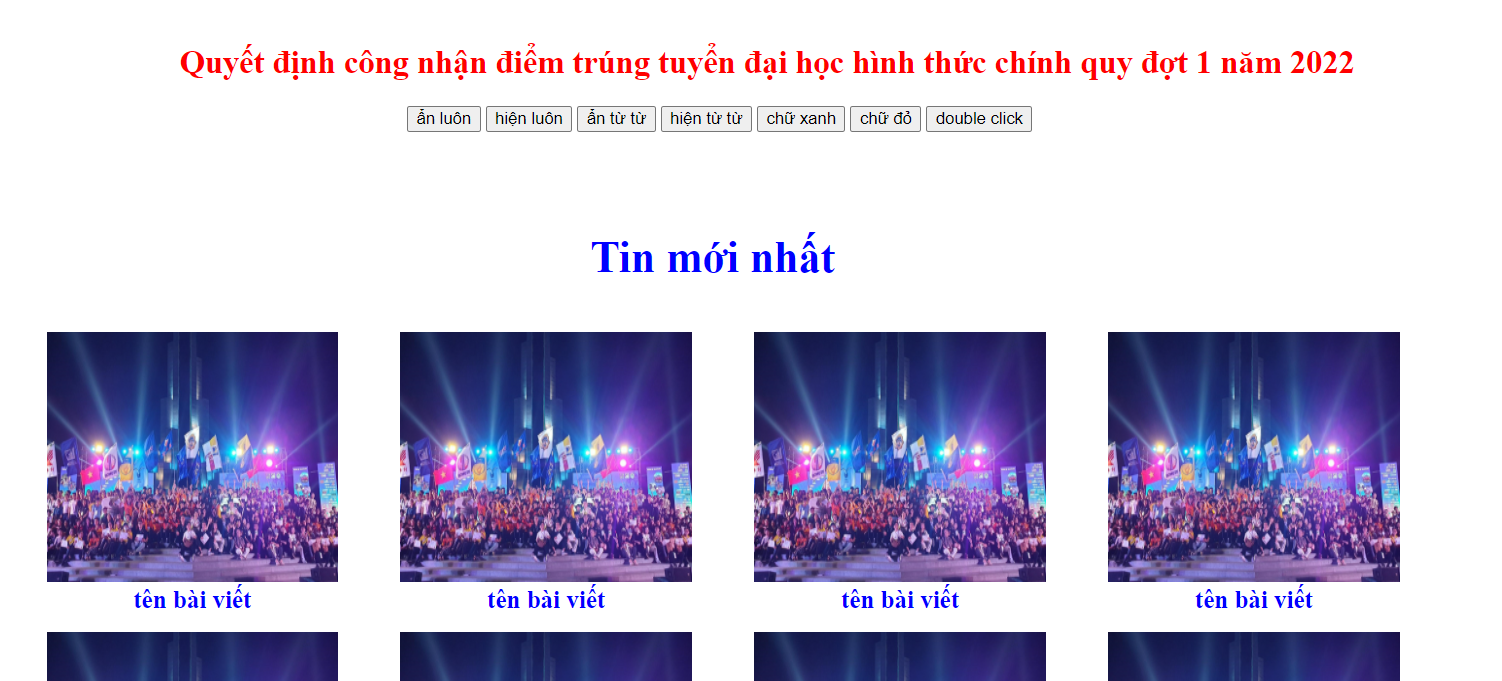 Quyết định công nhận điểm trúng tuyển đại học hình thức chính quy đợt 1 năm 2022
ẩn luôn hiện luôn ẩn từ từ hiện từ từ chữ xanh chữ đỏ double click
Tin mới nhất
tên bài viết tên bài viết tên bài viết tên bài viết